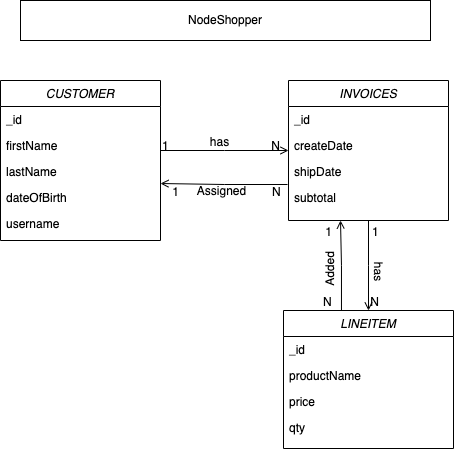 NodeShopper
CUSTOMER
_id
firstName
lastName
dateOfBirth
username
1 has N
1 Assigned N
INVOICES
_id
createDate
shipDate
subtotal
1 1
Added has
N N
LINEITEM
_id
productName
price
qty